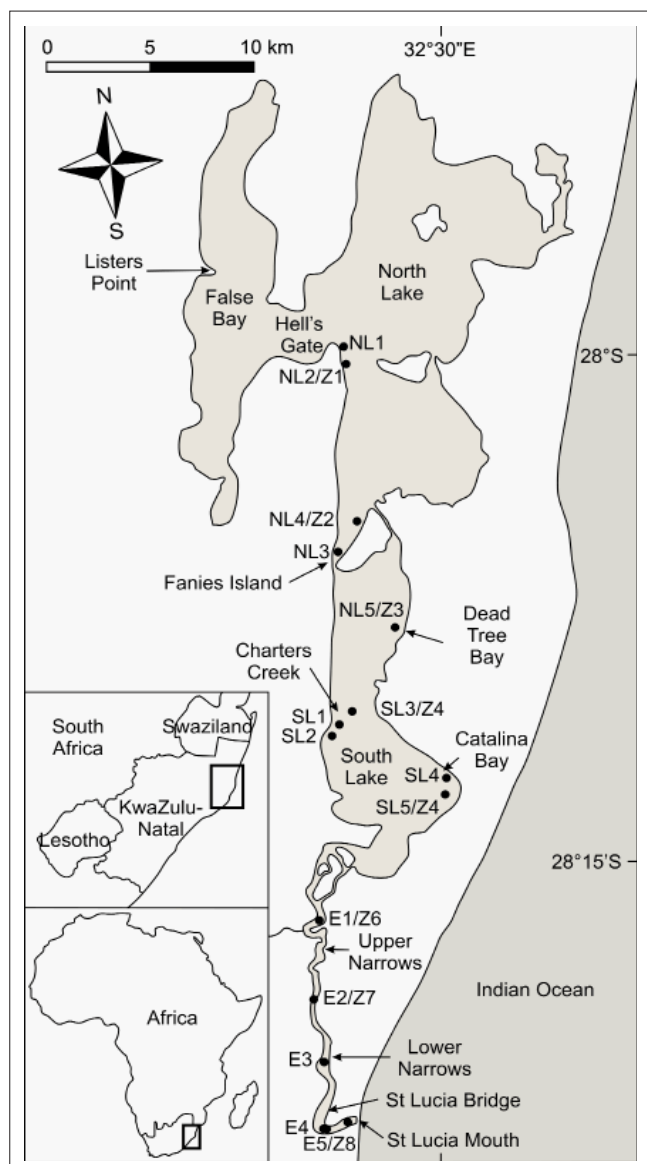 0 5 10 km
32°30"E
N
S
Listers
Point
False
Bay
North
Lake
Hell's
Gate
NL1
28°S
NL2/Z1
NL4/Z2
NL3
Fanies Island
NL5/Z3
Dead
Tree
Bay
Charters
Creek
SL3/Z4
SL1
SL2
South
Lake
Catalina
Bay
SL4
SL5/Z4
South
Africa
Swaziland
KwaZulu-
Natal
Lesotho
28°15'S
E1/Z6
Upper
Narrows
E2/Z7
Indian Ocean
Africa
Lower
Narrows
E3
St Lucia Bridge
E4
E5/Z8
St Lucia Mouth